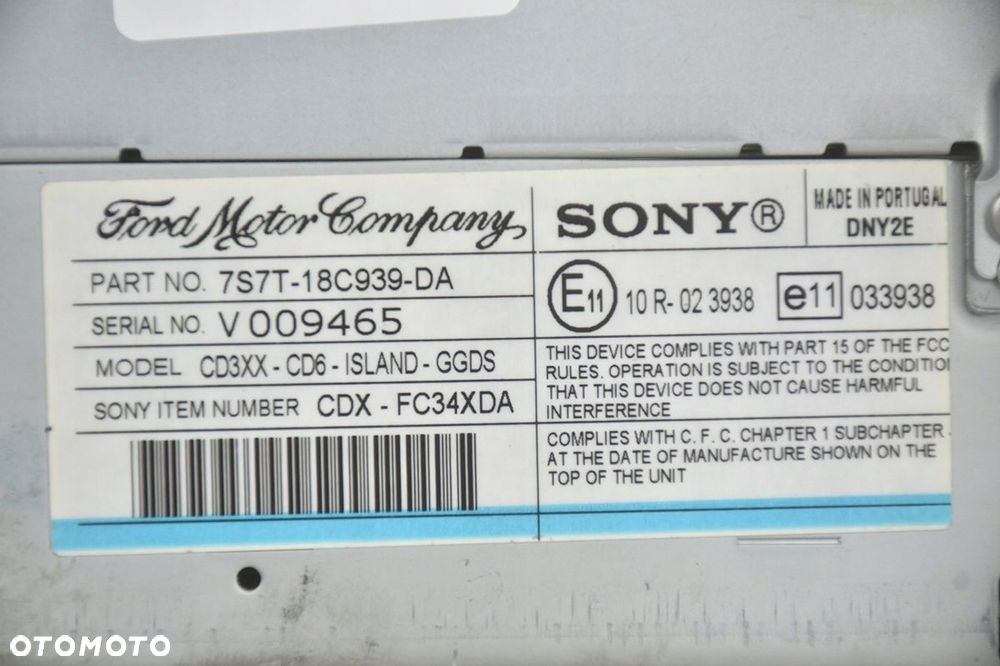 Ford Motor Company
PART NO. 7S7T-18C939-DA
SERIAL NO. V009465
MODEL CD3XX - CD6 - ISLAND - GGDS
SONY ITEM NUMBER CDX - FC34XDA
SONY®
MADE IN PORTUGAL
DNY2E
E11 10 R- 02 3938 e11 033938
THIS DEVICE COMPLIES WITH PART 15 OF THE FCC
RULES. OPERATION IS SUBJECT TO THE CONDITIO
THAT THIS DEVICE DOES NOT CAUSE HARMFUL
INTERFERENCE
COMPLIES WITH C. F. C. CHAPTER 1 SUBCHAPTER
AT THE DATE OF MANUFACTURE SHOWN ON THE
TOP OF THE UNIT
OTOMOTO